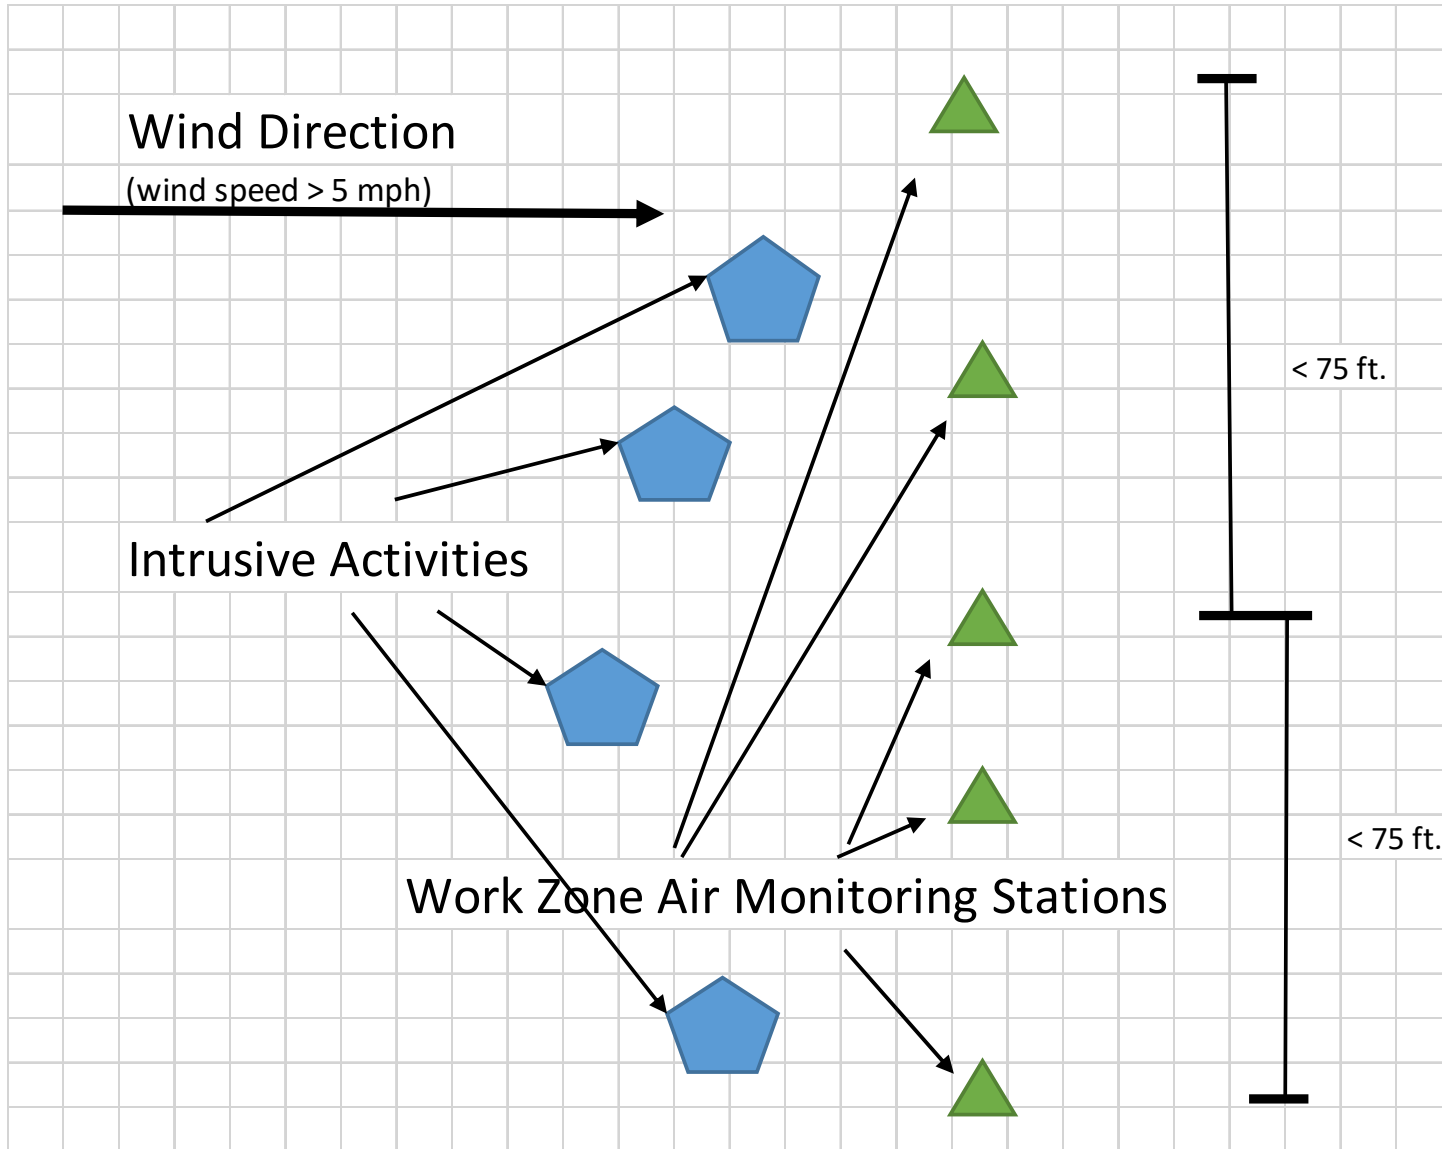 Wind Direction
(wind speed > 5 mph)
< 75 ft.
Intrusive Activities
< 75 ft.
Work Zone Air Monitoring Stations